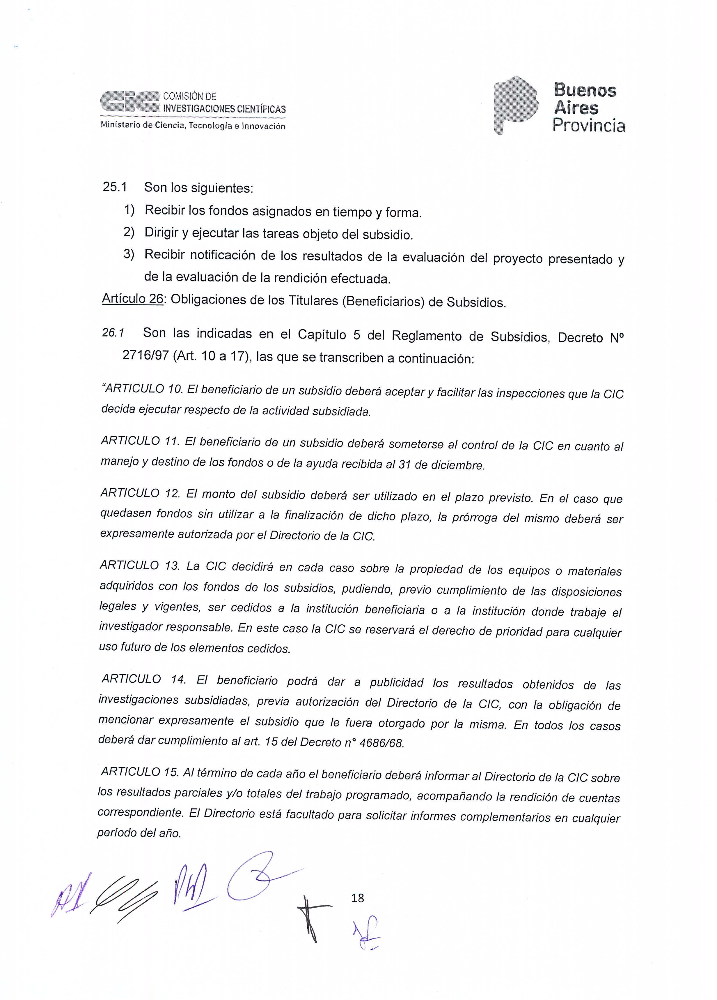 CIC COMISIÓN DE
INVESTIGACIONES CIENTÍFICAS
Ministerio de Ciencia, Tecnología e Innovación
Buenos
Aires
Provincia
25.1 Son los siguientes:
1) Recibir los fondos asignados en tiempo y forma.
2) Dirigir y ejecutar las tareas objeto del subsidio.
3) Recibir notificación de los resultados de la evaluación del proyecto presentado y
de la evaluación de la rendición efectuada.
Artículo 26: Obligaciones de los Titulares (Beneficiarios) de Subsidios.
26.1 Son las indicadas en el Capítulo 5 del Reglamento de Subsidios, Decreto Nº
2716/97 (Art. 10 a 17), las que se transcriben a continuación:
“ARTICULO 10. El beneficiario de un subsidio deberá aceptar y facilitar las inspecciones que la CIC
decida ejecutar respecto de la actividad subsidiada.
ARTICULO 11. El beneficiario de un subsidio deberá someterse al control de la CIC en cuanto al
manejo y destino de los fondos o de la ayuda recibida al 31 de diciembre.
ARTICULO 12. El monto del subsidio deberá ser utilizado en el plazo previsto. En el caso que
quedasen fondos sin utilizar a la finalización de dicho plazo, la prórroga del mismo deberá ser
expresamente autorizada por el Directorio de la CIC.
ARTICULO 13. La CIC decidirá en cada caso sobre la propiedad de los equipos o materiales
adquiridos con los fondos de los subsidios, pudiendo, previo cumplimiento de las disposiciones
legales y vigentes, ser cedidos a la institución beneficiaria o a la institución donde trabaje el
investigador responsable. En este caso la CIC se reservará el derecho de prioridad para cualquier
uso futuro de los elementos cedidos.
ARTICULO 14. El beneficiario podrá dar a publicidad los resultados obtenidos de las
investigaciones subsidiadas, previa autorización del Directorio de la CIC, con la obligación de
mencionar expresamente el subsidio que le fuera otorgado por la misma. En todos los casos
deberá dar cumplimiento al art. 15 del Decreto n° 4686/68.
ARTICULO 15. Al término de cada año el beneficiario deberá informar al Directorio de la CIC sobre
los resultados parciales y/o totales del trabajo programado, acompañando la rendición de cuentas
correspondiente. El Directorio está facultado para solicitar informes complementarios en cualquier
período del año.
18